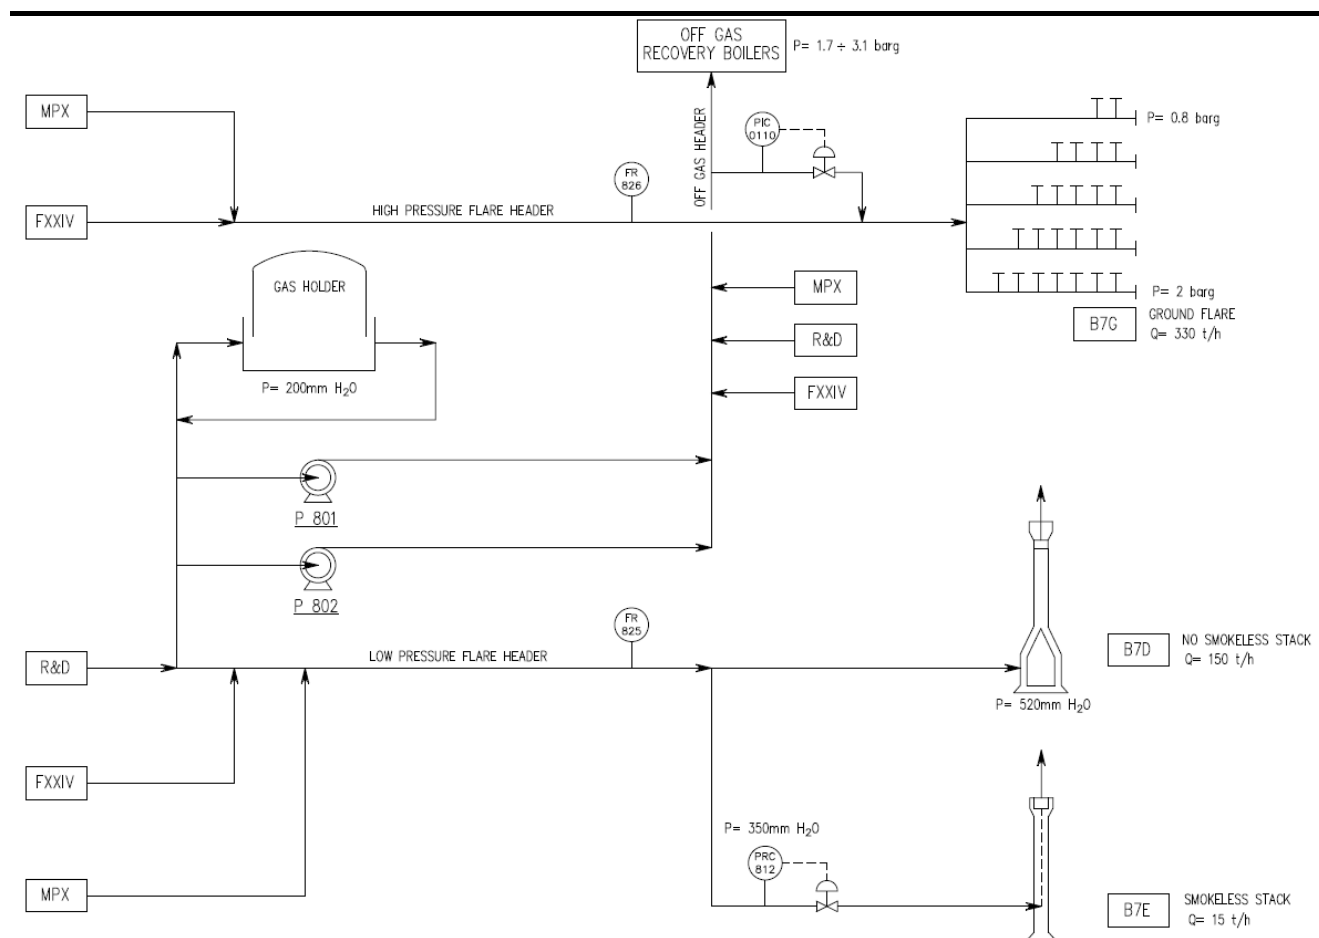 OFF GAS
RECOVERY BOILERS
P= 1.7 ÷ 3.1 barg
MPX
OFF GAS HEADER
PIC
0110
P= 0.8 barg
FR
826
FXXIV
HIGH PRESSURE FLARE HEADER
GAS HOLDER
MPX
P= 2 barg
B7G
GROUND FLARE
Q= 330 t/h
R&D
P= 200mm H₂O
FXXIV
P 801
P 802
FR
825
R&D
LOW PRESSURE FLARE HEADER
B7D
NO SMOKELESS STACK
Q= 150 t/h
P= 520mm H₂O
FXXIV
P= 350mm H₂O
PRC
812
MPX
B7E
SMOKELESS STACK
Q= 15 t/h